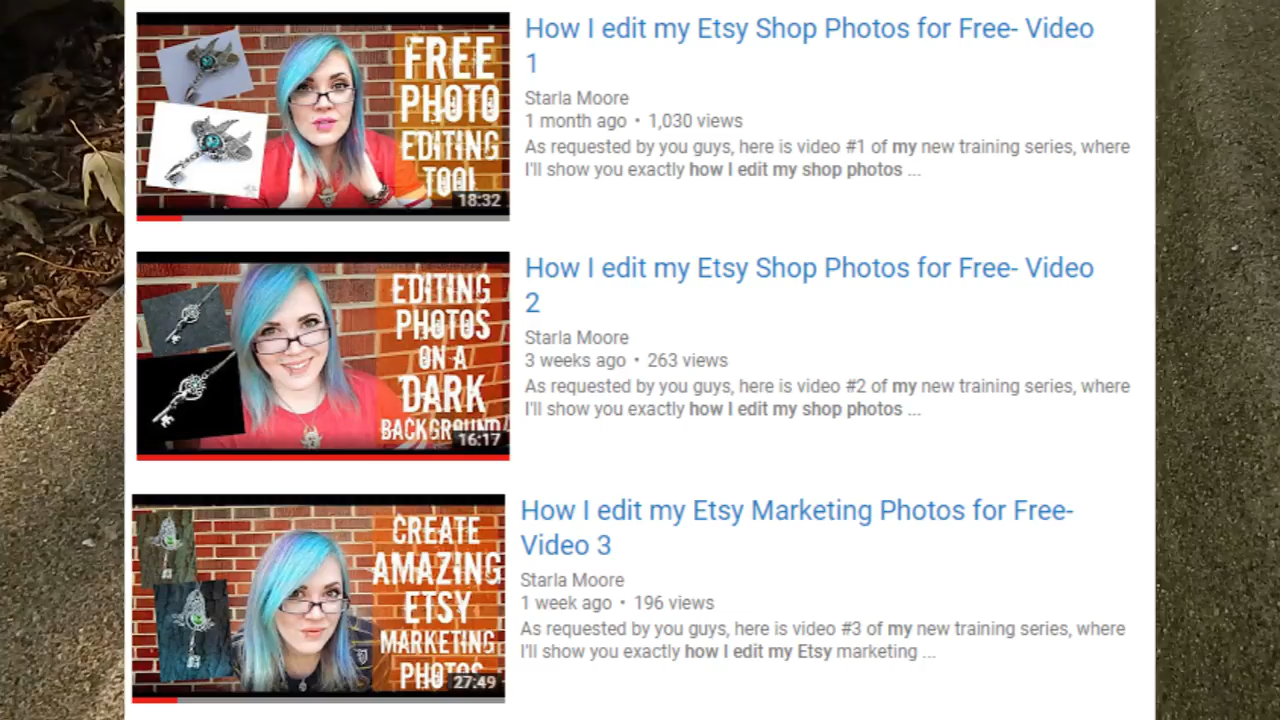 FREE
PHOTO
EDITING
TOOL
18:32
How I edit my Etsy Shop Photos for Free- Video
1
Starla Moore
1 month ago • 1,030 views
As requested by you guys, here is video #1 of my new training series, where
I'll show you exactly how I edit my shop photos ...
EDITING
PHOTOS
ON A
DARK
BACKGROUND
16:17
How I edit my Etsy Shop Photos for Free- Video
2
Starla Moore
3 weeks ago • 263 views
As requested by you guys, here is video #2 of my new training series, where
I'll show you exactly how I edit my shop photos ...
CREATE
AMAZING
ETSY
MARKETING
PHOTOS
27:49
How I edit my Etsy Marketing Photos for Free-
Video 3
Starla Moore
1 week ago • 196 views
As requested by you guys, here is video #3 of my new training series, where
I'll show you exactly how I edit my Etsy marketing ...